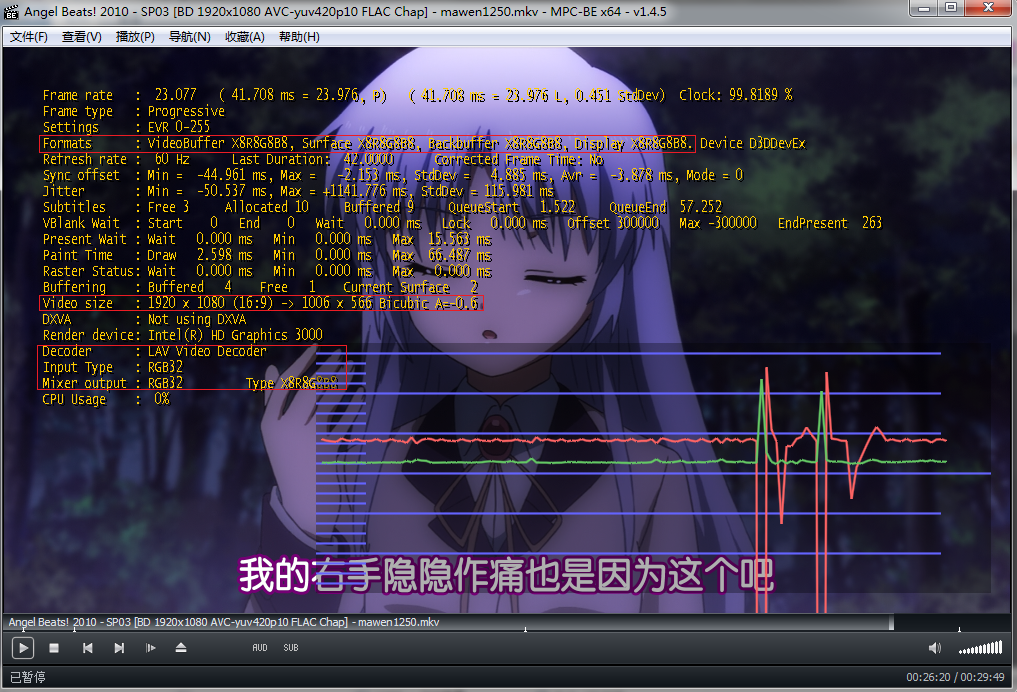 Angel Beats! 2010 - SP03 [BD 1920x1080 AVC-yuv420p10 FLAC Chap] - mawen1250.mkv - MPC-BE x64 - v1.4.5
文件(F) 查看(V) 播放(P) 导航(N) 收藏(A) 帮助(H)
Frame rate : 23.077 ( 41.708 ms = 23.976, P) ( 41.708 ms = 23.976 L, 0.451 StdDev) Clock: 99.8189 %
Frame type : Progressive
Settings : EVR 0-255
Formats : VideoBuffer X8R8G8B8, Surface X8R8G8B8, Backbuffer X8R8G8B8, Display X8R8G8B8. Device D3DDevEx
Refresh rate : 60 Hz Last Duration: 42.0000 Corrected Frame Time: No
Sync offset : Min = -44.961 ms, Max = -2.153 ms, StdDev = 4.885 ms, Avr = -3.878 ms, Mode = 0
Jitter : Min = -50.537 ms, Max = +1141.776 ms, StdDev = 115.981 ms
Subtitles : Free 3 Allocated 10 Buffered 9 QueueStart 1.522 QueueEnd 57.252
VBlank Wait : Start 0 End 0 Wait 0.000 ms Lock 0.000 ms Offset 300000 Max -300000 EndPresent 263
Present Wait : Wait 0.000 ms Min 0.000 ms Max 15.563 ms
Paint Time : Draw 2.598 ms Min 0.000 ms Max 66.487 ms
Raster Status: Wait 0.000 ms Min 0.000 ms Max 0.000 ms
Buffering : Buffered 4 Free 1 Current Surface 2
Video size : 1920 x 1080 (16:9) -> 1006 x 566 Bicubic A=-0.6
DXVA : Not using DXVA
Render device: Intel(R) HD Graphics 3000
Decoder : LAV Video Decoder
Input Type : RGB32
Mixer output : RGB32 Type X8R8G8B8
CPU Usage : 0%
我的右手隐隐作痛也是因为这个吧
Angel Beats! 2010 - SP03 [BD 1920x1080 AVC-yuv420p10 FLAC Chap] - mawen1250.mkv
AUD SUB
已暂停 00:26:20 / 00:29:49